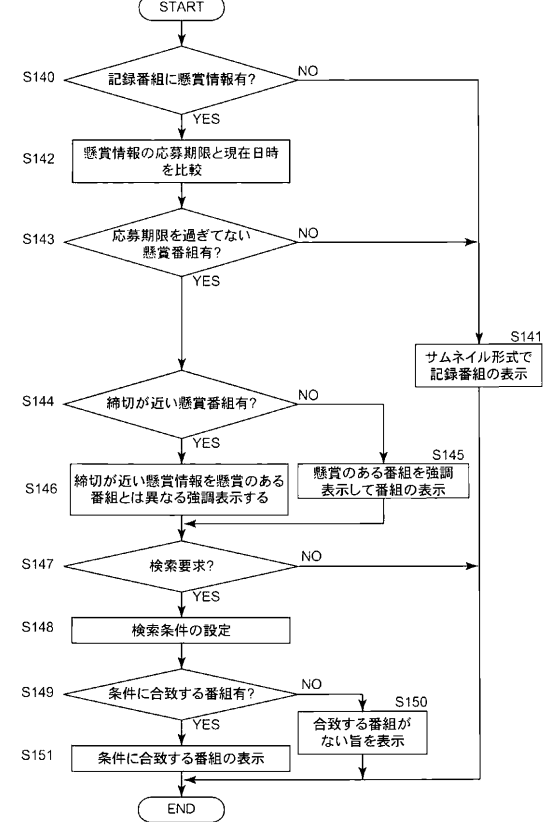 START
S140
記録番組に懸賞情報有?
NO
YES
S142
懸賞情報の応募期限と現在日時
を比較
S143
応募期限を過ぎてない
懸賞番組有?
NO
YES
S141
サムネイル形式で
記録番組の表示
S144
締切が近い懸賞番組有?
NO
YES
S145
懸賞のある番組を強調
表示して番組の表示
S146
締切が近い懸賞情報を懸賞のある
番組とは異なる強調表示する
S147
検索要求?
NO
YES
S148
検索条件の設定
S149
条件に合致する番組有?
NO
YES
S150
合致する番組が
ない旨を表示
S151
条件に合致する番組の表示
END